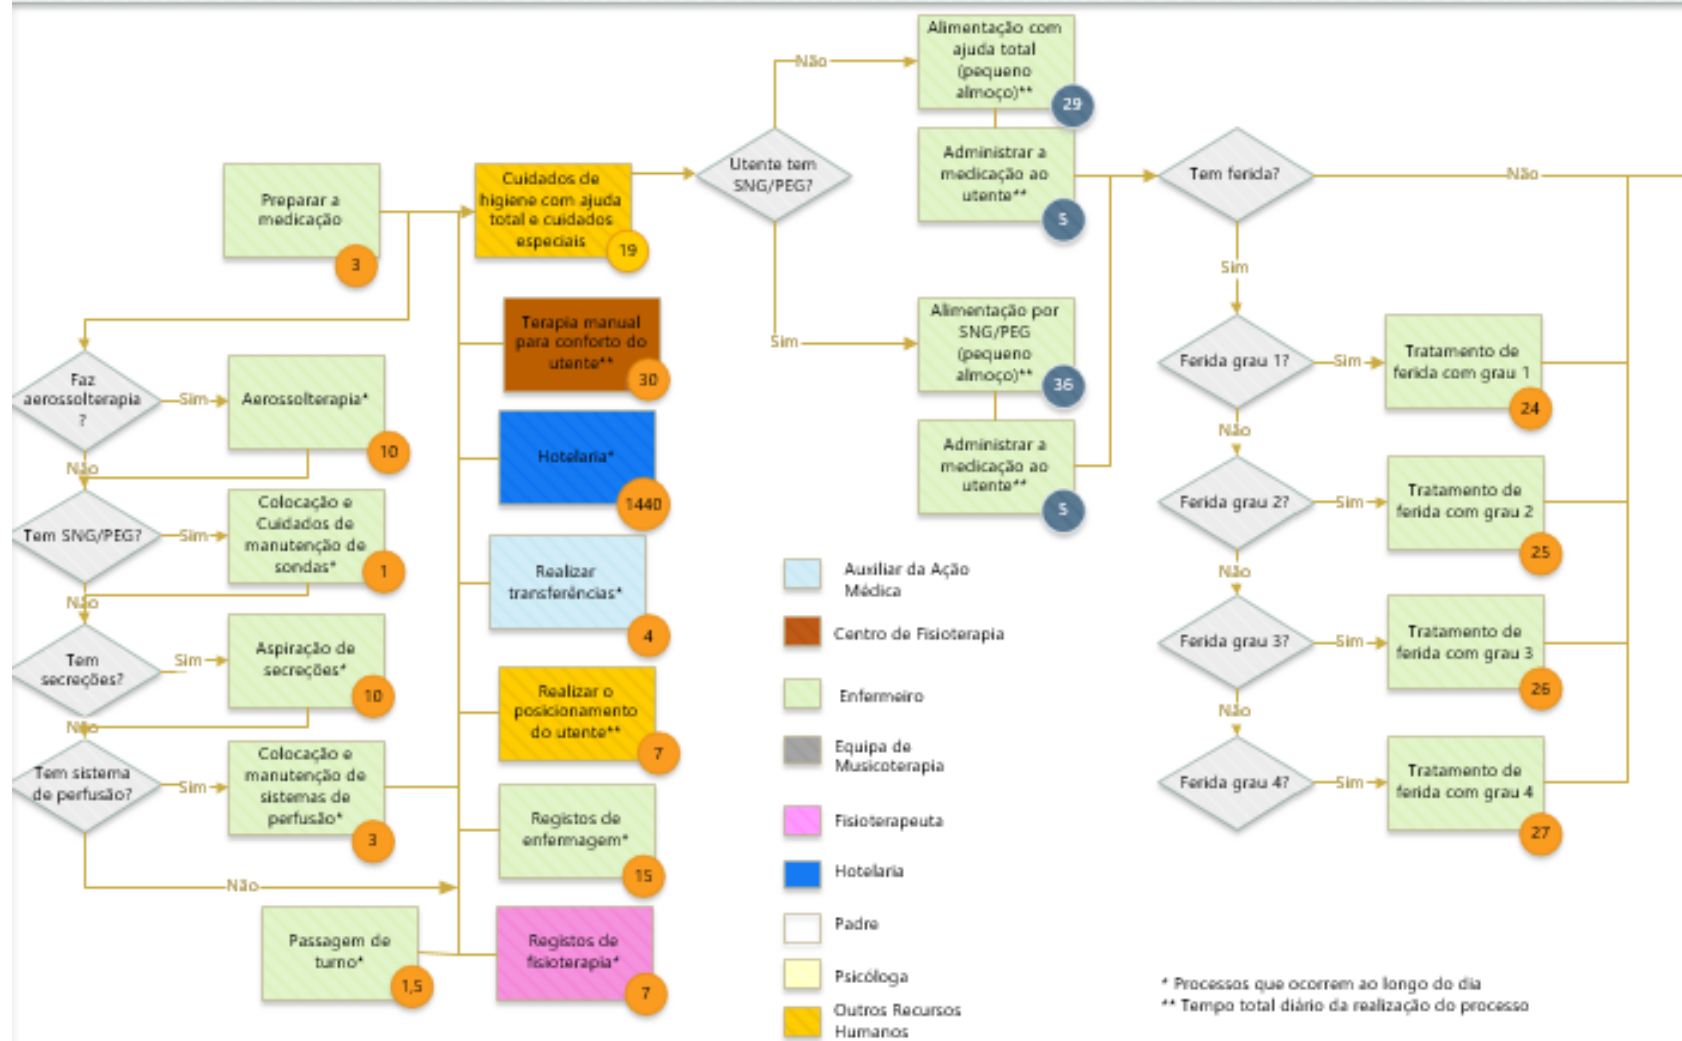 Preparar a
medicação
3
Faz
aerossolterapia
?
Sim
Aerossolterapia*
10
Não
Tem SNG/PEG?
Sim
Colocação e
Cuidados de
manutenção de
sondas*
1
Não
Tem
secreções?
Sim
Aspiração de
secreções*
10
Não
Tem sistema
de perfusão?
Sim
Colocação e
manutenção de
sistemas de
perfusão*
3
Não
Passagem de
turno*
1,5
Cuidados de
higiene com ajuda
total e cuidados
especiais
19
Terapia manual
para conforto do
utente**
30
Hotelaria*
1440
Realizar
transferências*
4
Realizar o
posicionamento
do utente**
7
Registos de
enfermagem*
15
Registos de
fisioterapia*
7
Utente tem
SNG/PEG?
Não
Alimentação com
ajuda total
(pequeno
almoço)**
29
Administrar a
medicação ao
utente**
5
Sim
Alimentação por
SNG/PEG
(pequeno
almoço)**
36
Administrar a
medicação ao
utente**
5
Auxiliar da Ação
Médica
Centro de Fisioterapia
Enfermeiro
Equipa de
Musicoterapia
Fisioterapeuta
Hotelaria
Padre
Psicóloga
Outros Recursos
Humanos
Tem ferida?
Não
Sim
Ferida grau 1?
Sim
Tratamento de
ferida com grau 1
24
Não
Ferida grau 2?
Sim
Tratamento de
ferida com grau 2
25
Não
Ferida grau 3?
Sim
Tratamento de
ferida com grau 3
26
Não
Ferida grau 4?
Sim
Tratamento de
ferida com grau 4
27
* Processos que ocorrem ao longo do dia
** Tempo total diário da realização do processo